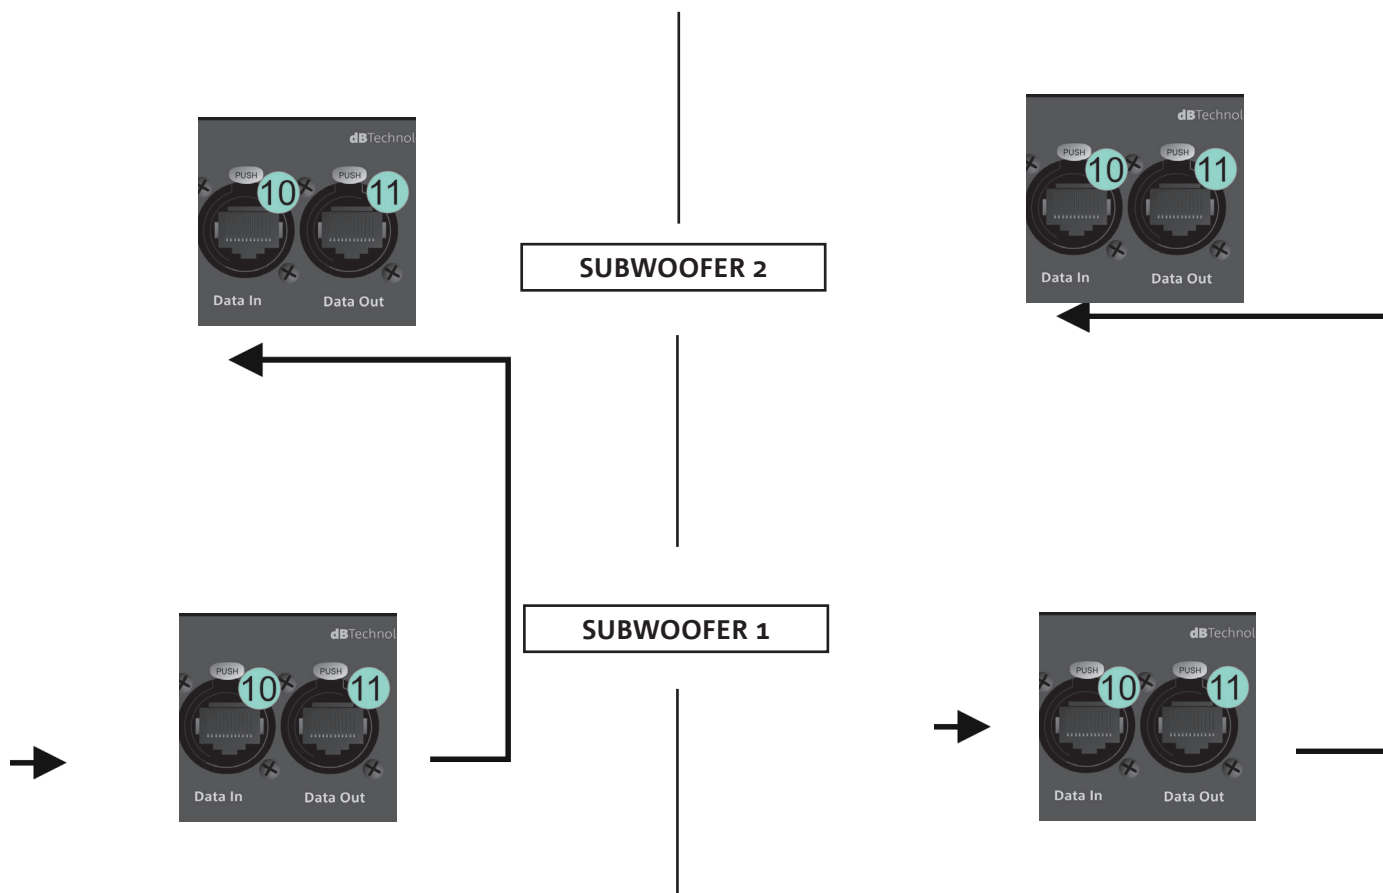 dBTechnol
PUSH
10
PUSH
11
Data In
Data Out
SUBWOOFER 2
dBTechnol
PUSH
10
PUSH
11
Data In
Data Out
dBTechnol
PUSH
10
PUSH
11
Data In
Data Out
SUBWOOFER 1
dBTechnol
PUSH
10
PUSH
11
Data In
Data Out